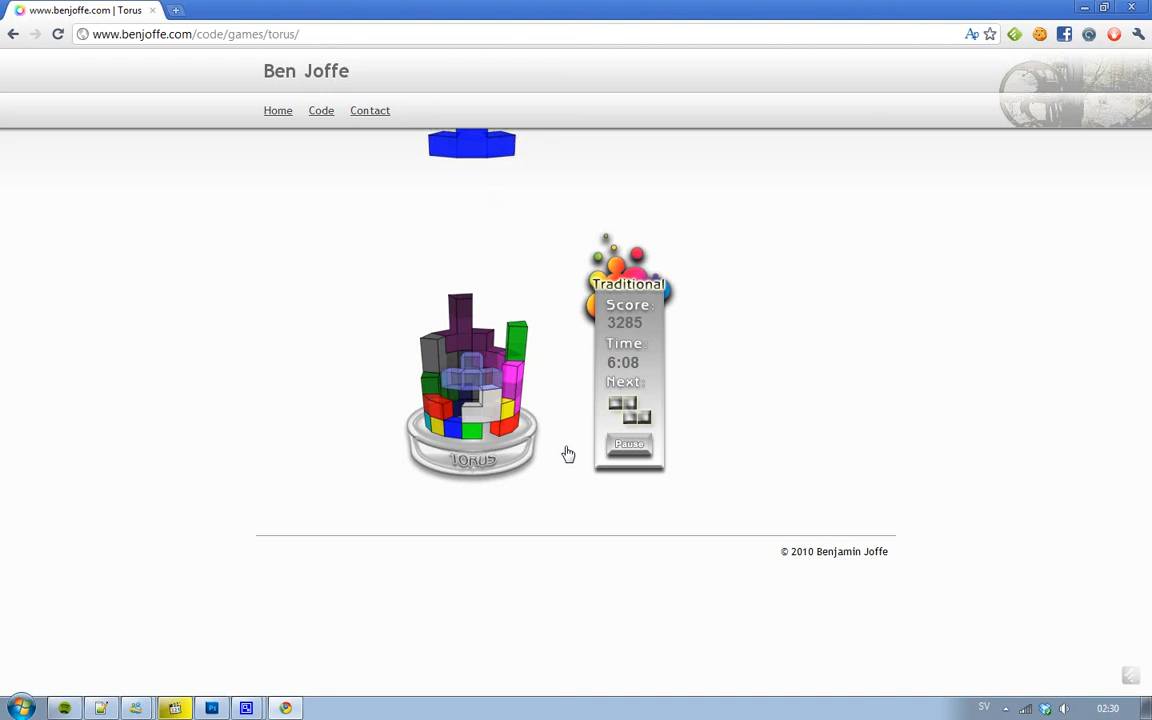 www.benjoffe.com | Torus
www.benjoffe.com/code/games/torus/
Ben Joffe
Home Code Contact
Traditional
Score:
3285
Time:
6:08
Next:
Pause
TORUS
© 2010 Benjamin Joffe
SV 02:30